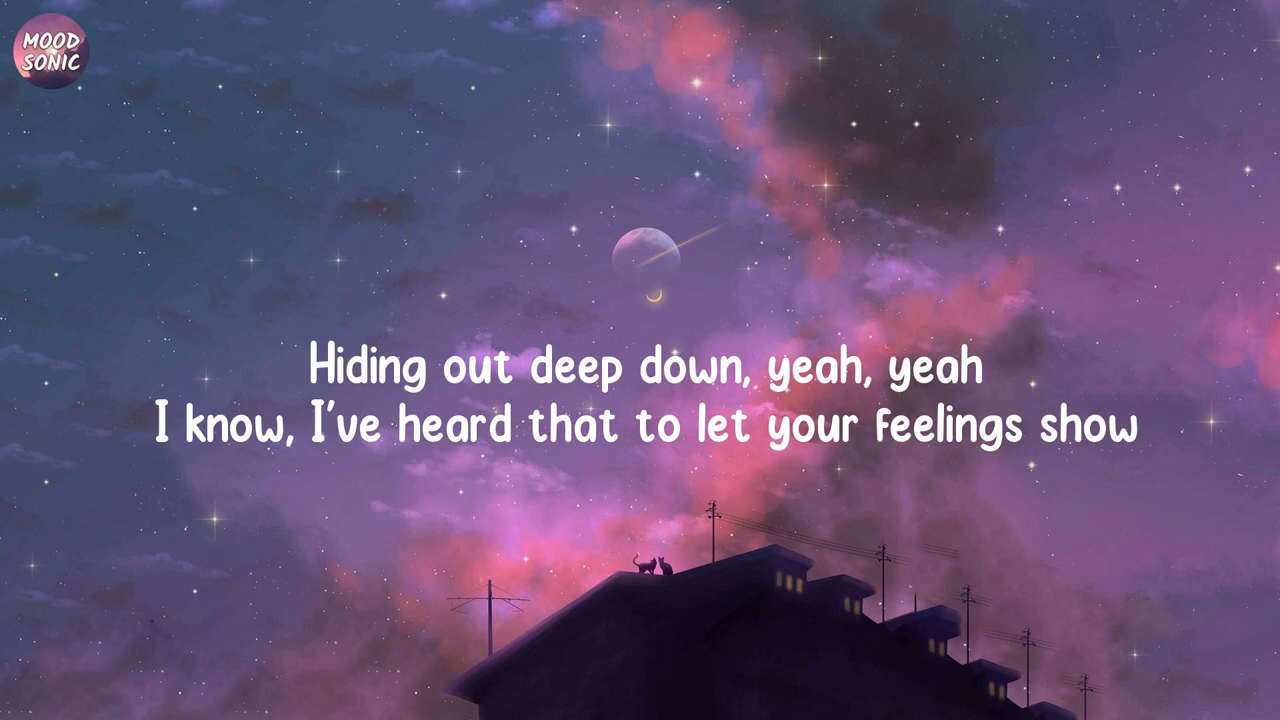 MOOD
SONIC
Hiding out deep down, yeah, yeah
I know, I've heard that to let your feelings show